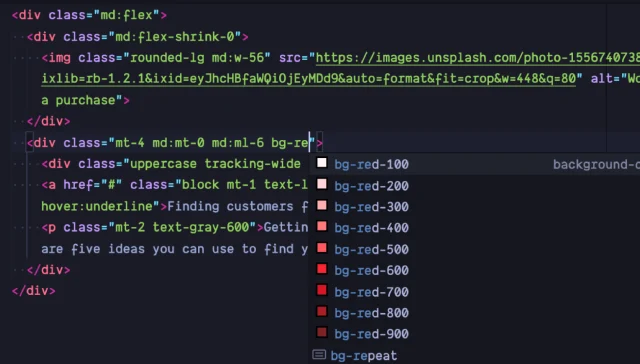 <div class="md:flex">
<div class="md:flex-shrink-0">
<img class="rounded-lg md:w-56" src="https://images.unsplash.com/photo-1556740738
ixlib=rb-1.2.1&ixid=eyJhcHBfaWQiOjEyMDd9&auto=format&fit=crop&w=448&q=80" alt="Wo
a purchase">
</div>
<div class="mt-4 md:mt-0 md:ml-6 bg-re">
<div class="uppercase tracking-wide
bg-red-100 background-c
bg-red-200
<a href="#" class="block mt-1 text-l
hover:underline">Finding customers f
bg-red-300
<p class="mt-2 text-gray-600">Gettin
bg-red-400
are five ideas you can use to find y
bg-red-500
</div>
bg-red-600
</div>
bg-red-700
bg-red-800
bg-red-900
bg-repeat